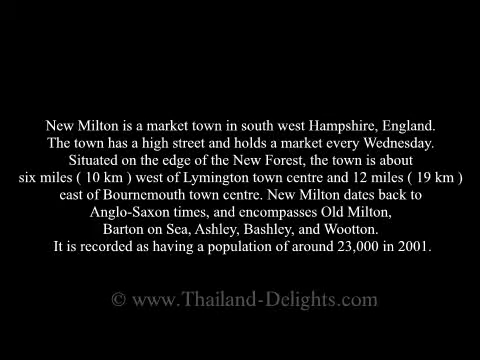 New Milton is a market town in south west Hampshire, England.
The town has a high street and holds a market every Wednesday.
Situated on the edge of the New Forest, the town is about
six miles ( 10 km ) west of Lymington town centre and 12 miles ( 19 km )
east of Bournemouth town centre. New Milton dates back to
Anglo-Saxon times, and encompasses Old Milton,
Barton on Sea, Ashley, Bashley, and Wootton.
It is recorded as having a population of around 23,000 in 2001.
© www.Thailand-Delights.com